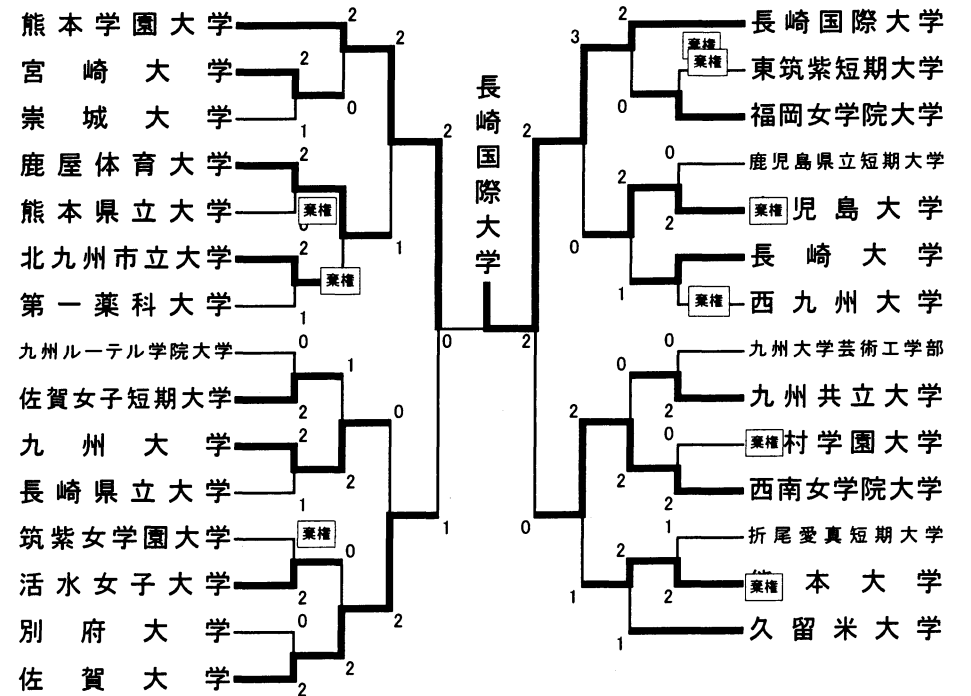 熊本学園大学
宮崎大学
崇城大学
鹿屋体育大学
熊本県立大学
北九州市立大学
第一薬科大学
九州ルーテル学院大学
佐賀女子短期大学
九州大学
長崎県立大学
筑紫女学園大学
活水女子大学
別府大学
佐賀大学
2
2
1
2
棄権
2
1
0
2
2
1
棄権
2
0
2
2
0
棄権
1
2
0
2
2
1
0
2
2
1
0
長崎国際大学
2
2
0
3
0
2
1
2
0
2
1
0
2
2
1
棄権
棄権
0
2
棄権
0
2
0
2
1
2
長崎国際大学
東筑紫短期大学
福岡女学院大学
鹿児島県立短期大学
棄権 児島大学
長崎大学
西九州大学
九州大学芸術工学部
九州共立大学
棄権 村学園大学
西南女学院大学
折尾愛真短期大学
棄権 本大学
久留米大学